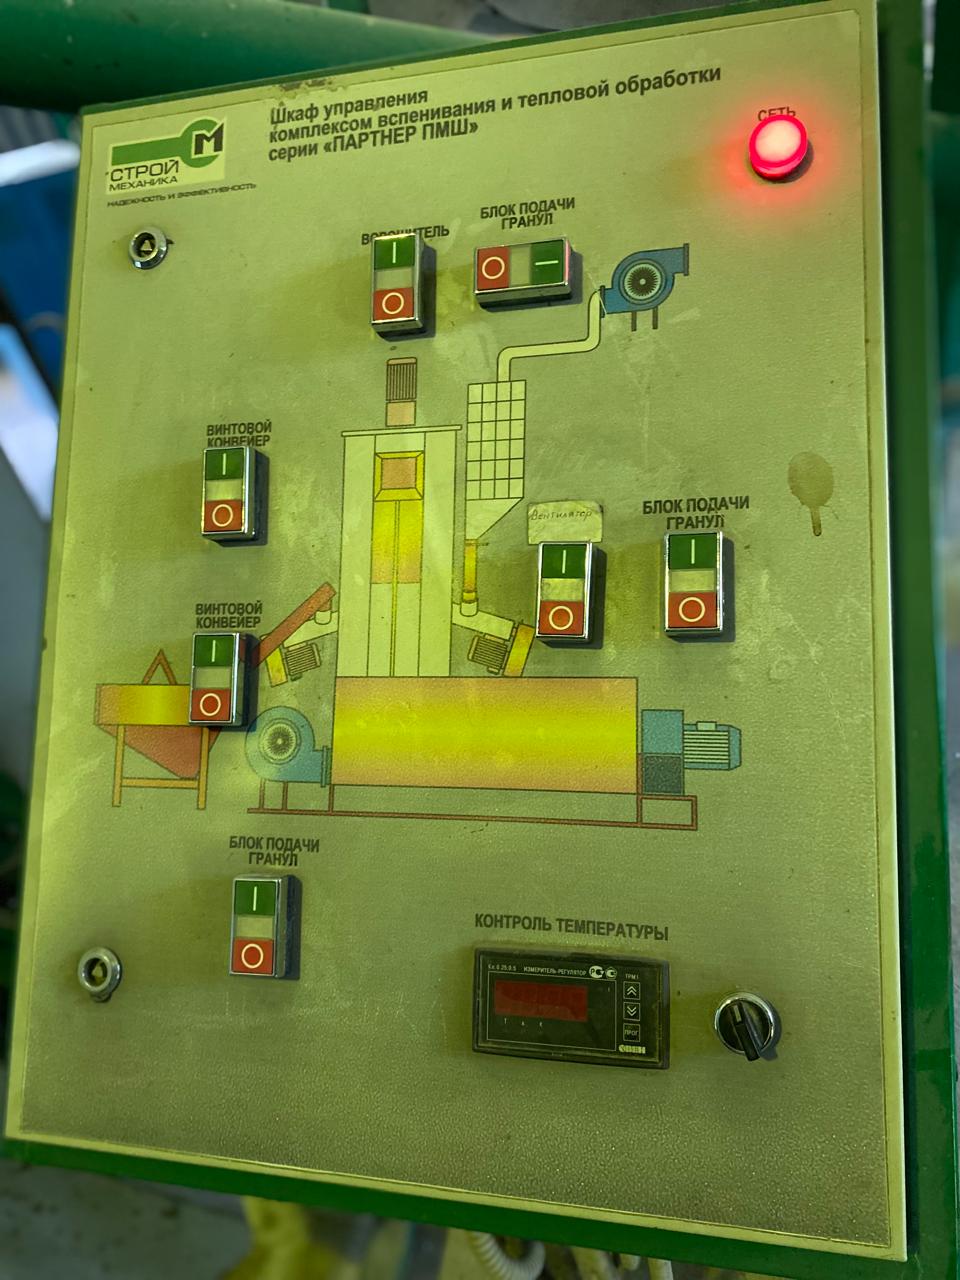 Шкаф управления
комплексом вспенивания и тепловой обработки
серии «ПАРТНЕР ПМШ»
СМ
СТРОЙ
МЕХАНИКА
НАДЕЖНОСТЬ И ЭФФЕКТИВНОСТЬ
СЕТЬ
БЛОК ПОДАЧИ
ГРАНУЛ
ВИНТОВОЙ
КОНВЕЙЕР
Вентилятор
БЛОК ПОДАЧИ
ГРАНУЛ
ВИНТОВОЙ
КОНВЕЙЕР
БЛОК ПОДАЧИ
ГРАНУЛ
КОНТРОЛЬ ТЕМПЕРАТУРЫ
ИЗМЕРИТЕЛЬ-РЕГУЛЯТОР
ТРМ1
ПРОГ